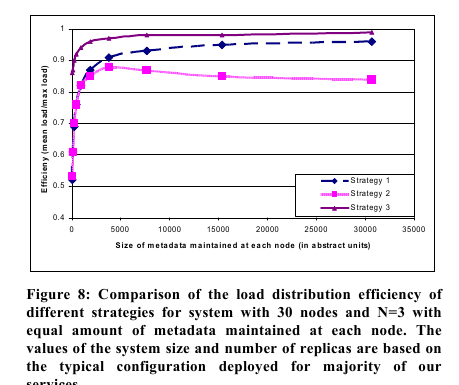 1
0.9
0.8
0.7
0.6
0.5
0.4
Efficieny (mean load/max load)
Strategy 1
Strategy 2
Strategy 3
0 5000 10000 15000 20000 25000 30000 35000
Size of metadata maintained at each node (in abstract units)
Figure 8: Comparison of the load distribution efficiency of
different strategies for system with 30 nodes and N=3 with
equal amount of metadata maintained at each node. The
values of the system size and number of replicas are based on
the typical configuration deployed for majority of our
services.